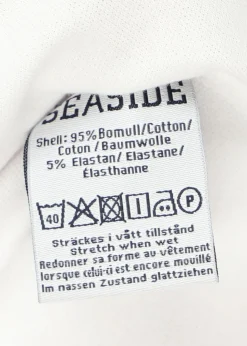 SEASIDE
Shell: 95% Bomull/Cotton/
Coton/Baumwolle
5% Elastan/Elastane/
Élasthanne
40 P
Sträckes i vått tillstånd
Stretch when wet
Redonner sa forme au vêtement
lorsque celui-ci est encore mouillé
Im nassen Zustand glattziehen